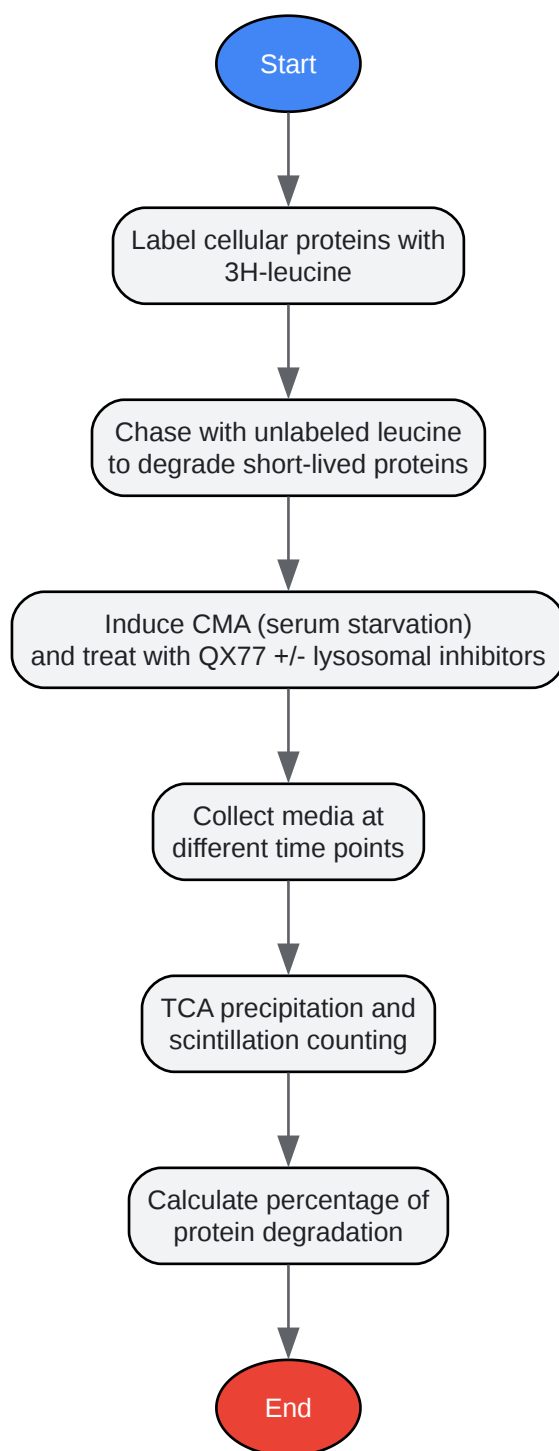 Start
Label cellular proteins with
3H-leucine
Chase with unlabeled leucine
to degrade short-lived proteins
Induce CMA (serum starvation)
and treat with QX77 +/- lysosomal inhibitors
Collect media at
different time points
TCA precipitation and
scintillation counting
Calculate percentage of
protein degradation
End